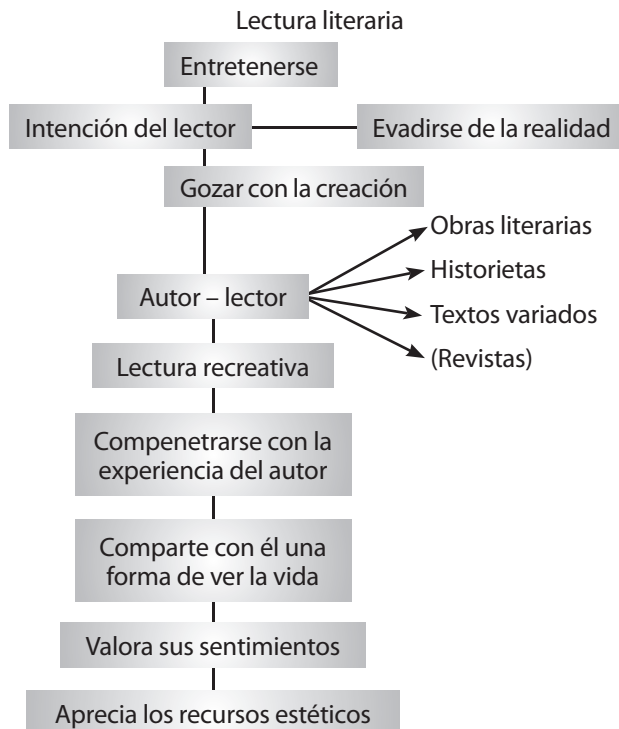 Lectura literaria
Entretenerse
Intención del lector
Evadirse de la realidad
Gozar con la creación
Autor – lector
Obras literarias
Historietas
Textos variados
(Revistas)
Lectura recreativa
Compenetrarse con la
experiencia del autor
Comparte con él una
forma de ver la vida
Valora sus sentimientos
Aprecia los recursos estéticos